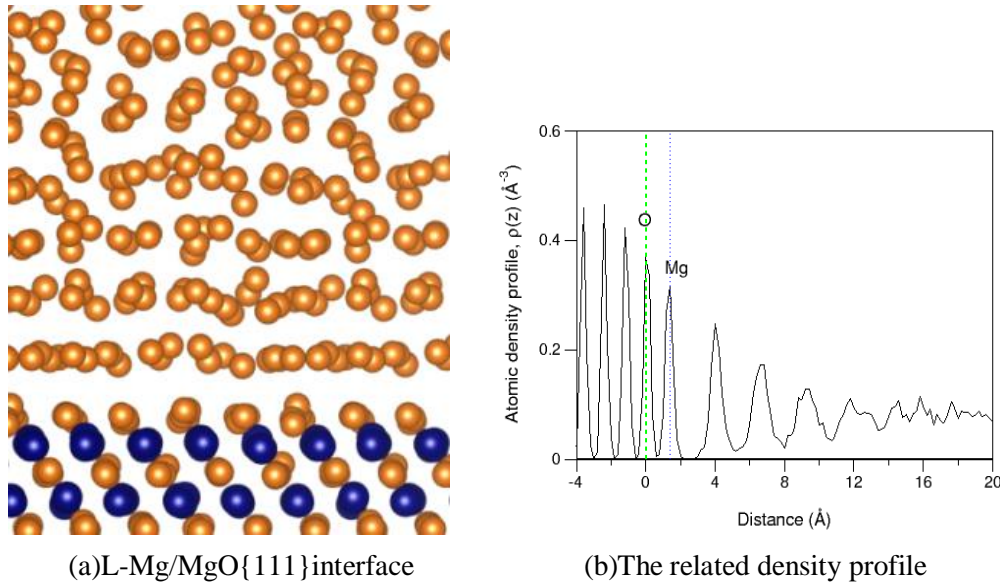 0.6
0.4
0.2
0
Atomic density profile, ρ(z) (Å⁻³)
O
Mg
-4 0 4 8 12 16 20
Distance (Å)
(a)L-Mg/MgO{111}interface
(b)The related density profile